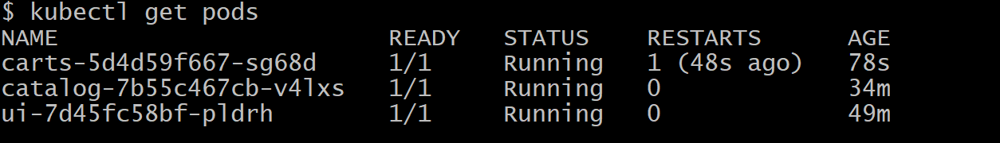 $ kubectl get pods
NAME READY STATUS RESTARTS AGE
carts-5d4d59f667-sg68d 1/1 Running 1 (48s ago) 78s
catalog-7b55c467cb-v4lxs 1/1 Running 0 34m
ui-7d45fc58bf-pldrh 1/1 Running 0 49m